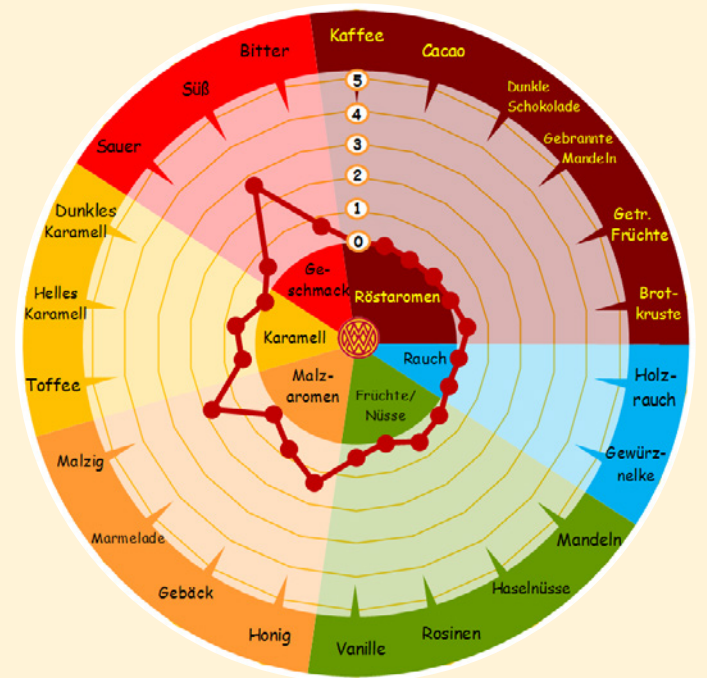 Kaffee
Cacao
Dunkle
Schokolade
Gebrannte
Mandeln
Getr.
Früchte
Brot-
kruste
Holz-
rauch
Gewürz-
nelke
Mandeln
Haselnüsse
Rosinen
Vanille
Honig
Gebäck
Marmelade
Malzig
Toffee
Helles
Karamell
Dunkles
Karamell
Sauer
Süß
Bitter
5
4
3
2
1
0
Ge-
schmack
Röstaromen
Karamell
Rauch
Malz-
aromen
Früchte/
Nüsse